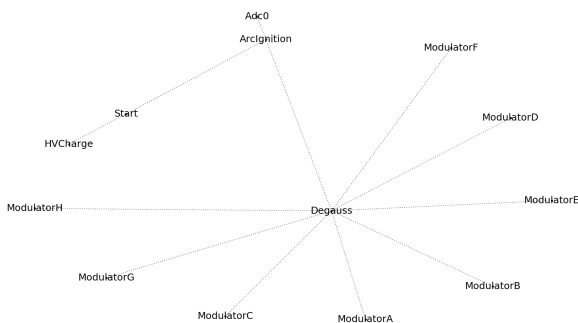 Adc0
ArcIgnition
ModulatorF
Start
ModulatorD
HVCharge
ModulatorE
ModulatorH
Degauss
ModulatorG
ModulatorB
ModulatorC
ModulatorA